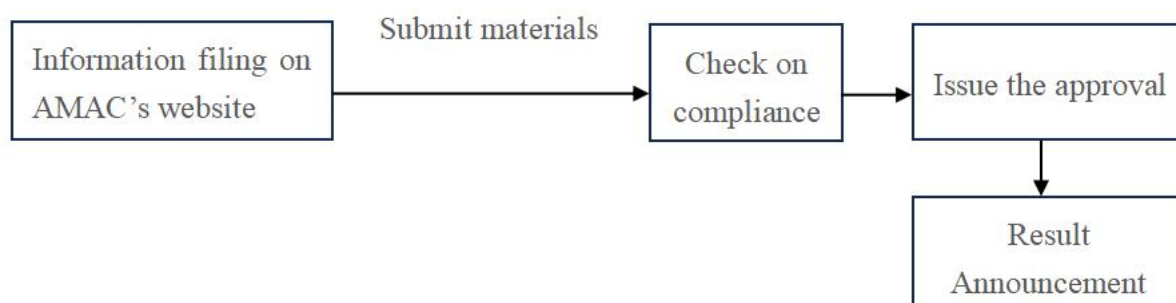 Submit materials
Information filing on
AMAC’s website
Check on
compliance
Issue the approval
Result
Announcement